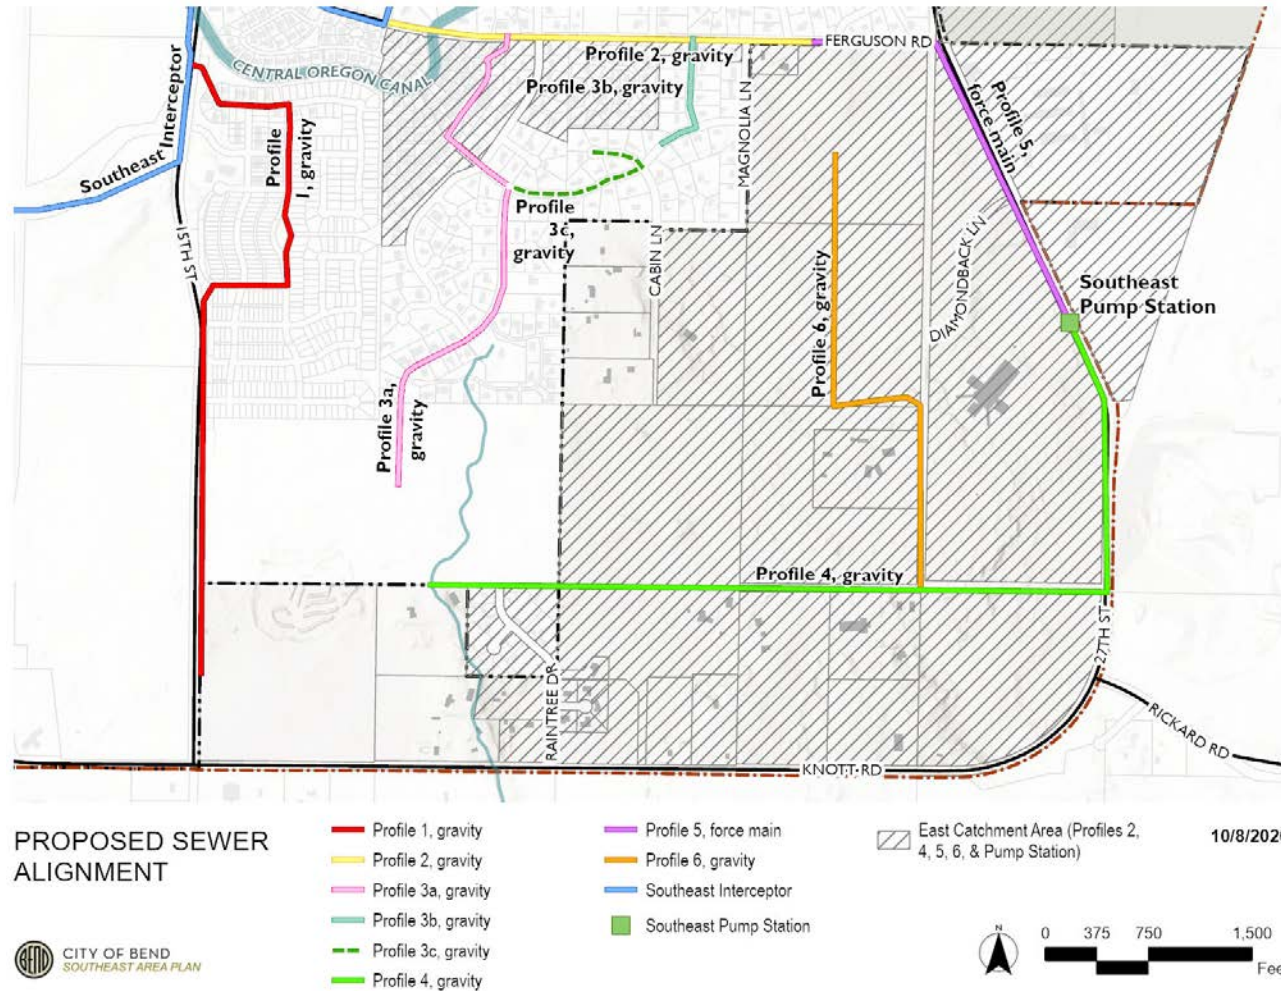 FERGUSON RD
Profile 2, gravity
CENTRAL OREGON CANAL
Profile 3b, gravity
Profile 5,
force main
Southeast Interceptor
Profile
1, gravity
MAGNOLIA LN
15TH ST
Profile
3c,
gravity
CABIN LN
DIAMONDBACK LN
Profile 6, gravity
Southeast
Pump Station
Profile 3a,
gravity
Profile 4, gravity
27TH ST
RAINTREE DR
RICKARD RD
KNOTT RD
PROPOSED SEWER
ALIGNMENT
BEND
CITY OF BEND
SOUTHEAST AREA PLAN
Profile 1, gravity
Profile 2, gravity
Profile 3a, gravity
Profile 3b, gravity
Profile 3c, gravity
Profile 4, gravity
Profile 5, force main
Profile 6, gravity
Southeast Interceptor
Southeast Pump Station
East Catchment Area (Profiles 2,
4, 5, 6, & Pump Station)
10/8/2020
N
0 375 750 1,500
Fee